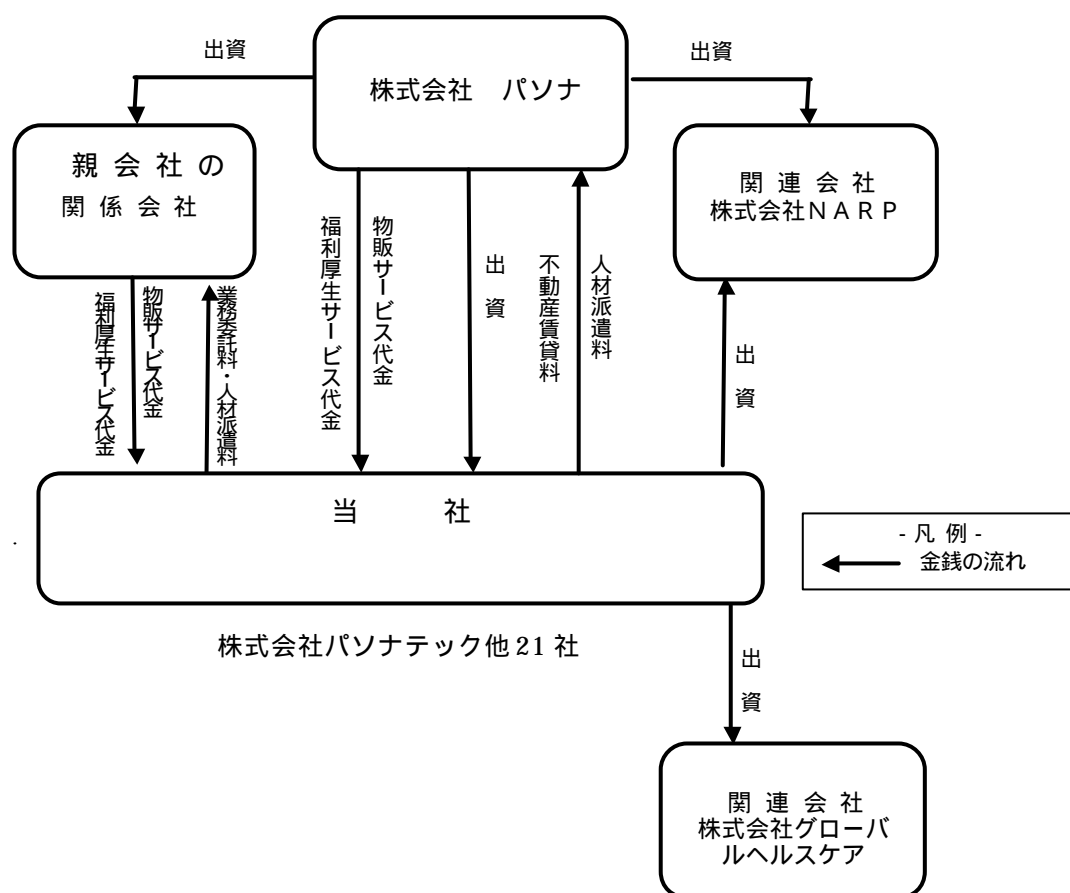 出資
株式会社 パソナ
出資
親会社の
関係会社
関連会社
株式会社NARP
福利厚生サービス代金
物販サービス代金
業務委託料・人材派遣料
福利厚生サービス代金
物販サービス代金
出資
不動産賃貸料
人材派遣料
出資
当社
- 凡例 -
金銭の流れ
株式会社パソナテック他21社
出資
関連会社
株式会社グローバ
ルヘルスケア